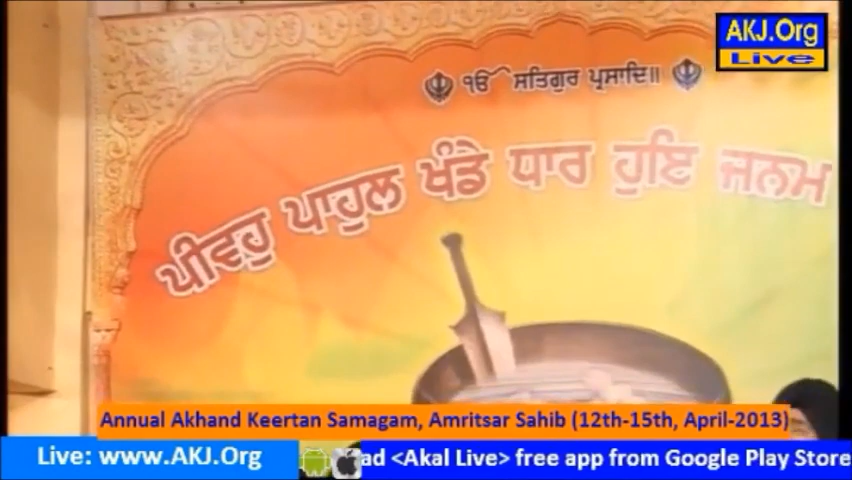 AKJ.Org
Live
ੴ ਸਤਿਗੁਰ ਪ੍ਰਸਾਦਿ॥
ਪੀਵਹੁ ਪਾਹੁਲ ਖੰਡੇ ਧਾਰ ਹੁਇ ਜਨਮ
Annual Akhand Keertan Samagam, Amritsar Sahib (12th-15th, April-2013)
Live: www.AKJ.Org
ad <Akal Live> free app from Google Play Store